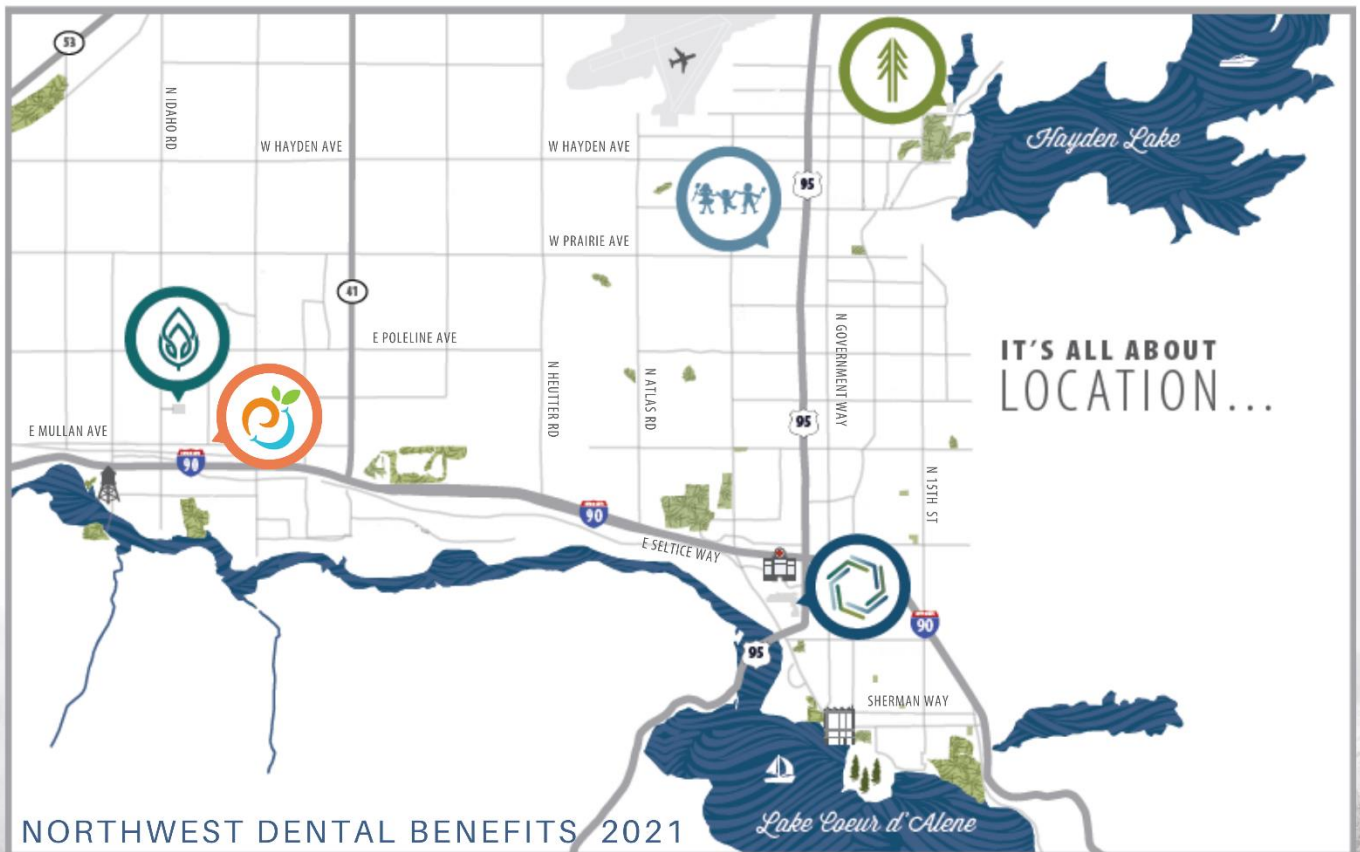 53
N IDAHO RD
W HAYDEN AVE
W HAYDEN AVE
Hayden Lake
95
W PRAIRIE AVE
41
E POLELINE AVE
N GOVERNMENT WAY
IT'S ALL ABOUT
LOCATION...
N HEUTTER RD
N ATLAS RD
95
E MULLAN AVE
90
N 15TH ST
90
E SELTICE WAY
90
95
SHERMAN WAY
Lake Coeur d'Alene
NORTHWEST DENTAL BENEFITS 2021